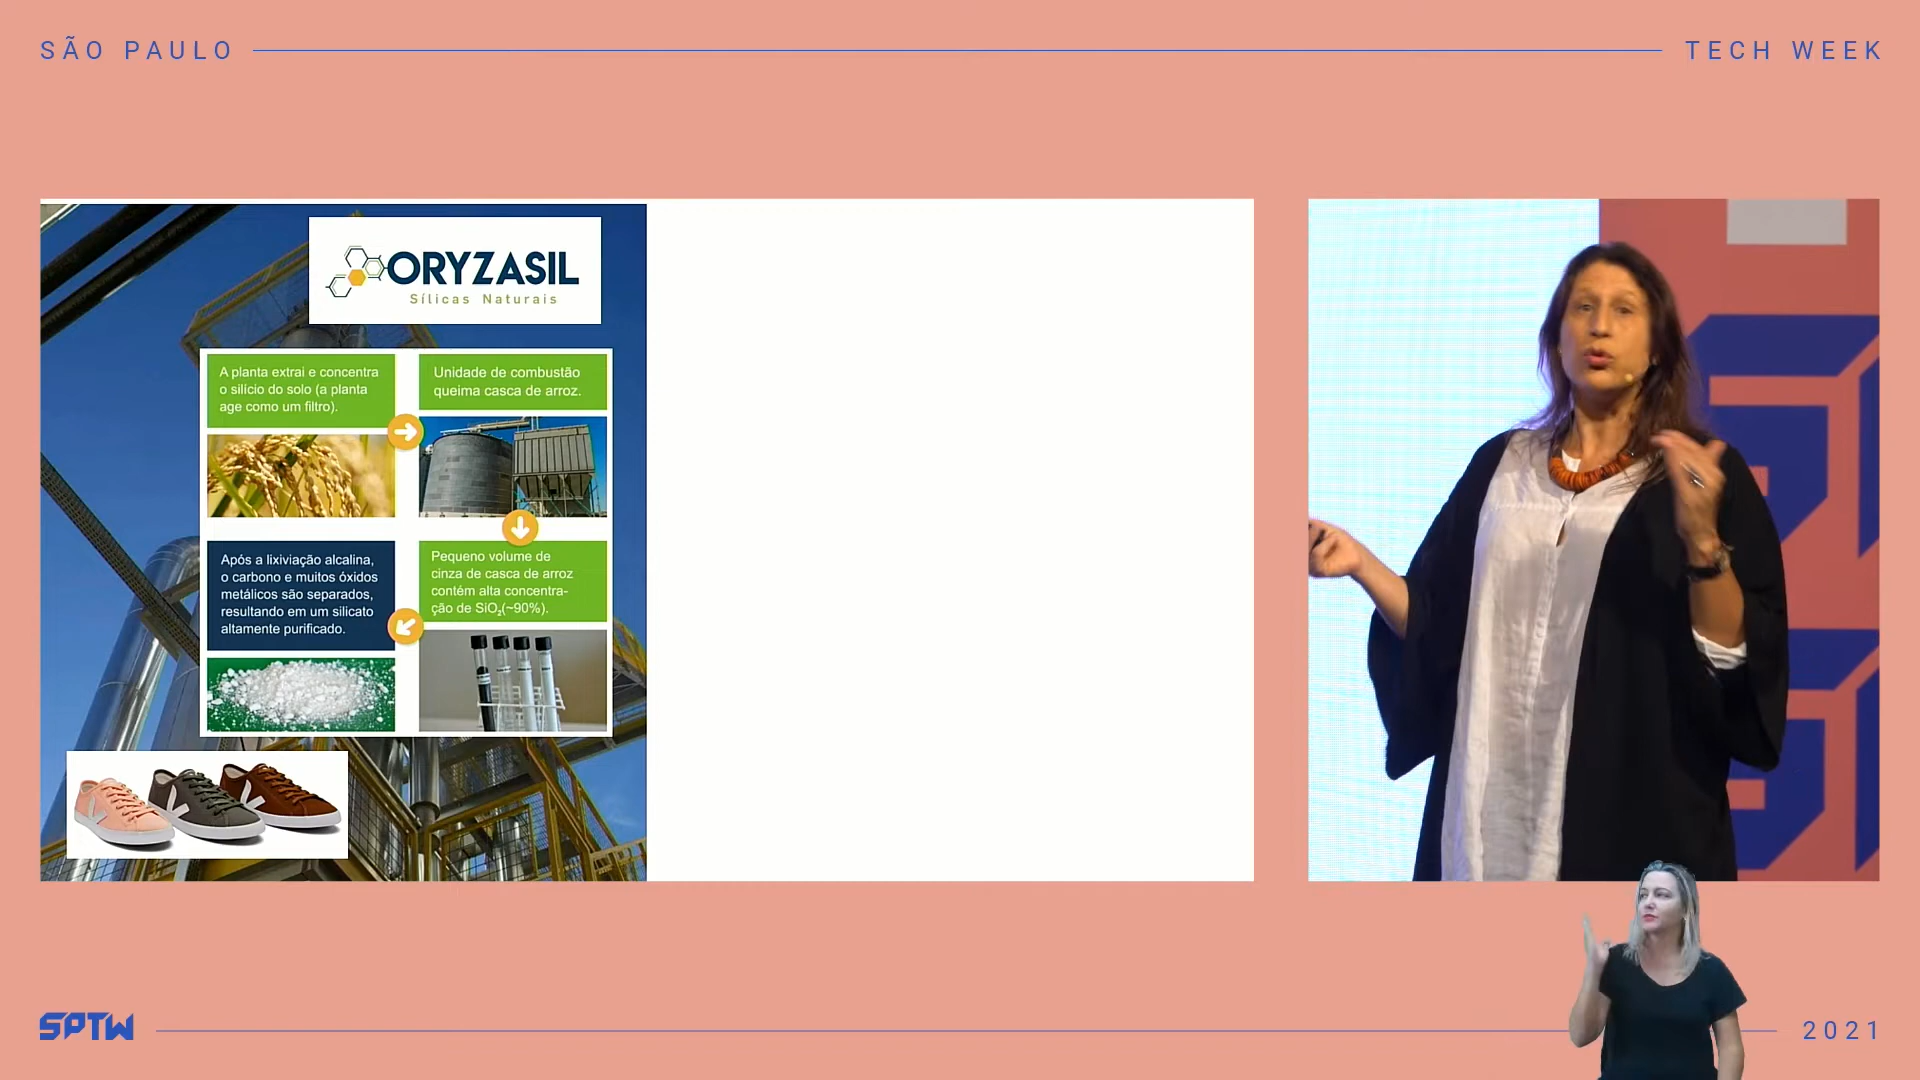 SÃO PAULO
TECH WEEK
ORYZASIL
Sílicas Naturais
A planta extrai e concentra
o silício do solo (a planta
age como um filtro).
Unidade de combustão
queima casca de arroz.
Após a lixiviação alcalina,
o carbono e muitos óxidos
metálicos são separados,
resultando em um silicato
altamente purificado.
Pequeno volume de
cinza de casca de arroz
contém alta concentra-
ção de SiO₂(~90%).
SPTW
2021